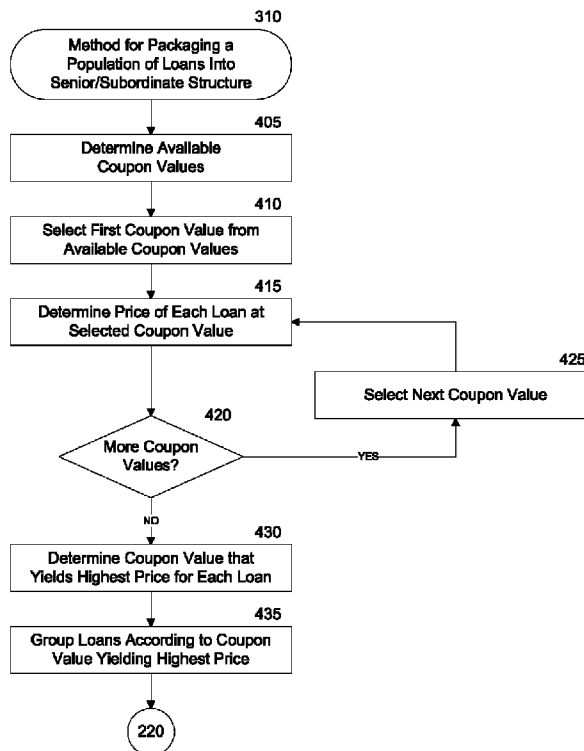 310
Method for Packaging a
Population of Loans Into
Senior/Subordinate Structure
405
Determine Available
Coupon Values
410
Select First Coupon Value from
Available Coupon Values
415
Determine Price of Each Loan at
Selected Coupon Value
425
Select Next Coupon Value
420
More Coupon
Values?
YES
NO
430
Determine Coupon Value that
Yields Highest Price for Each Loan
435
Group Loans According to Coupon
Value Yielding Highest Price
220